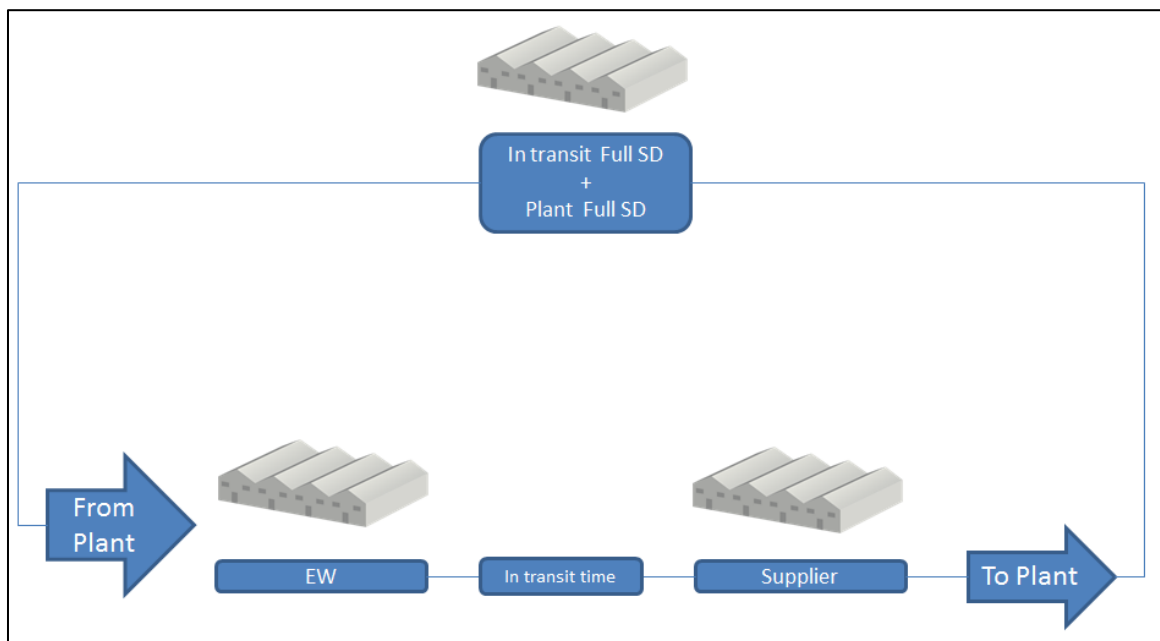 In transit Full SD
+
Plant Full SD
From
Plant
EW
In transit time
Supplier
To Plant